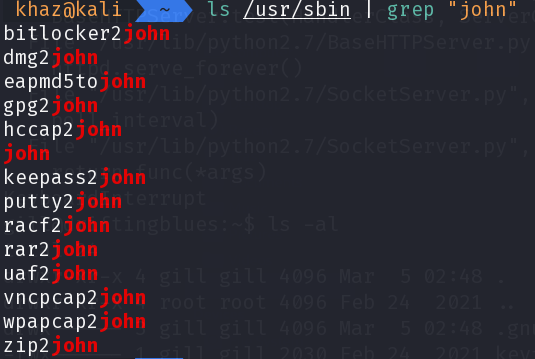 khaz@kali ~ ls /usr/sbin | grep "john"
bitlocker2john
dmg2john
eapmd5tojohn
gpg2john
hccap2john
john
keepass2john
putty2john
racf2john
rar2john
uaf2john
vncpcap2john
wpapcap2john
zip2john